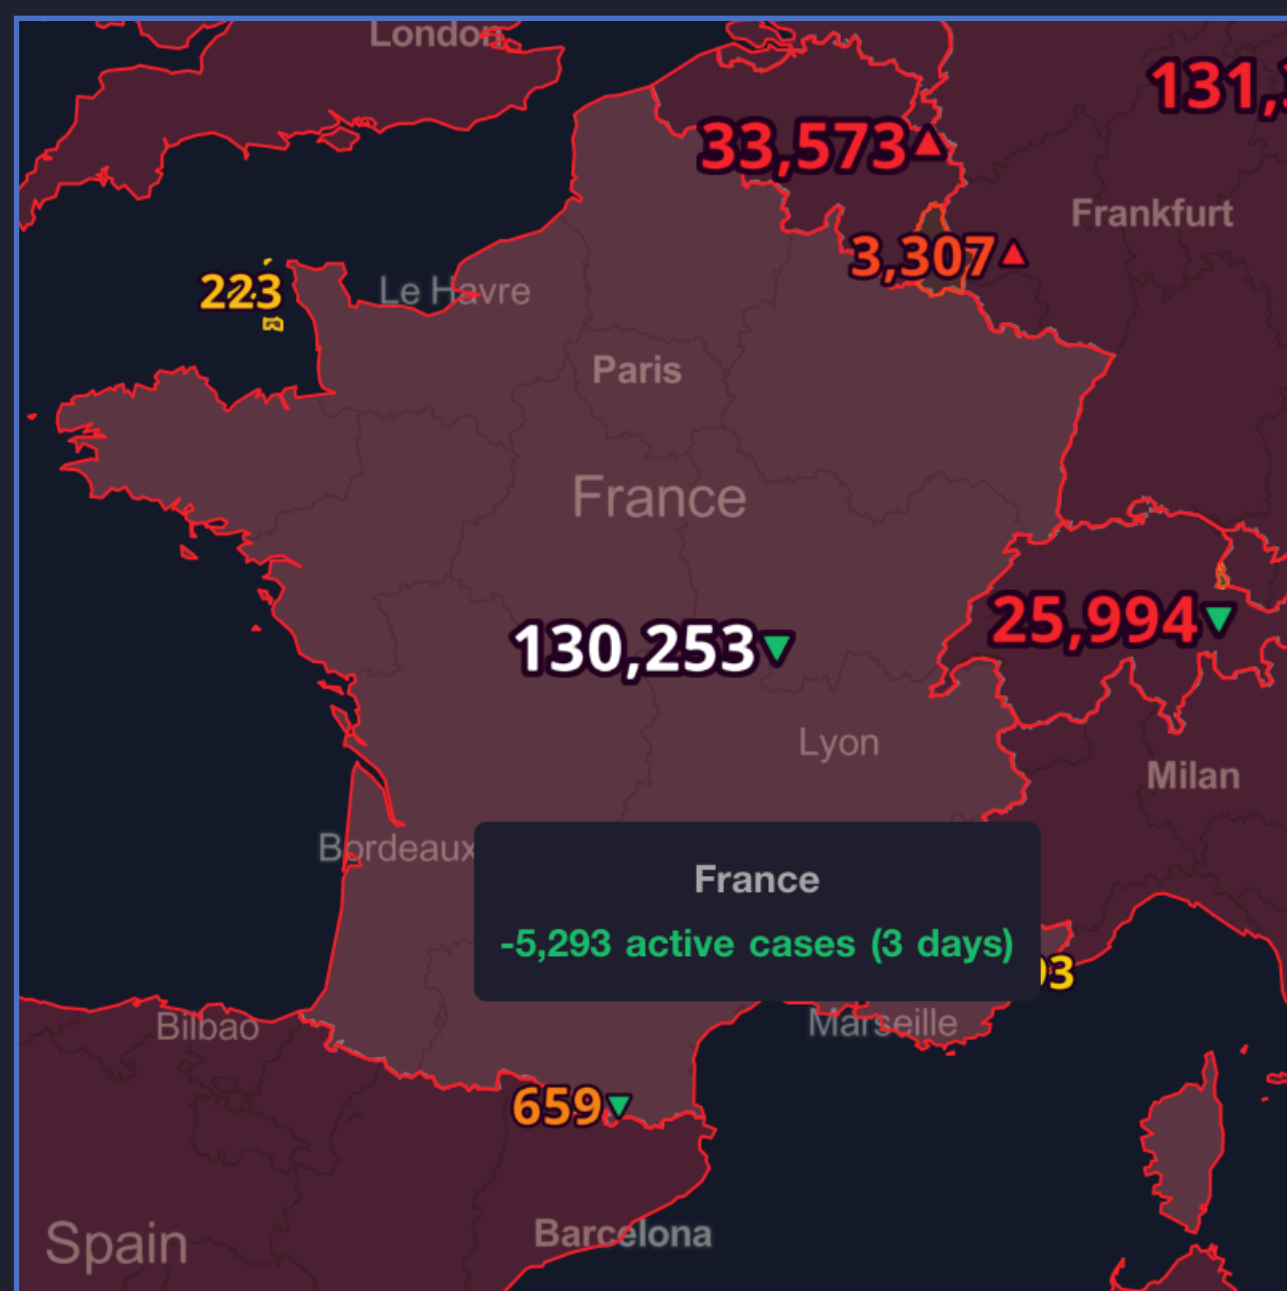 London
131,
33,573▲
Frankfurt
3,307▲
223
Le Havre
Paris
France
130,253▼
25,994▼
Lyon
Milan
Bordeaux
France
-5,293 active cases (3 days)
93
Marseille
Bilbao
659▼
Barcelona
Spain